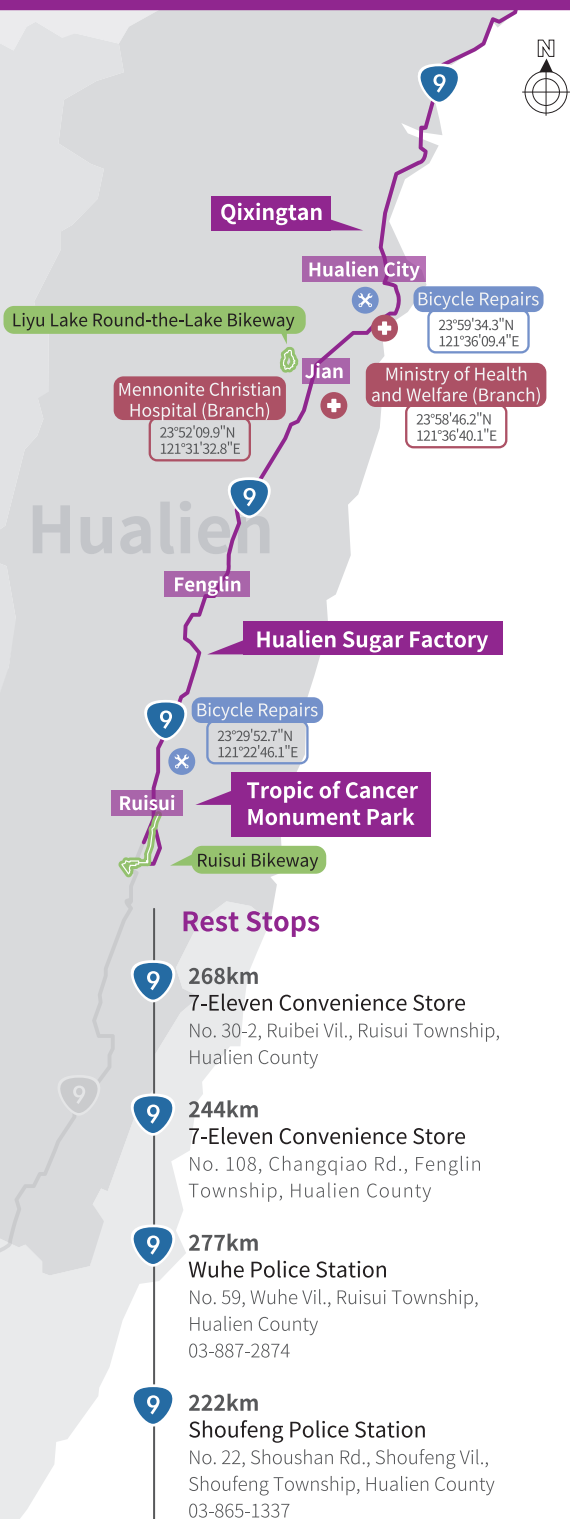 N
9
Qixingtan
Hualien City
Bicycle Repairs
23°59'34.3"N
121°36'09.4"E
Liyu Lake Round-the-Lake Bikeway
Jian
Ministry of Health
and Welfare (Branch)
23°58'46.2"N
121°36'40.1"E
Mennonite Christian
Hospital (Branch)
23°52'09.9"N
121°31'32.8"E
9
Hualien
Fenglin
Hualien Sugar Factory
9
Bicycle Repairs
23°29'52.7"N
121°22'46.1"E
Ruisui
Tropic of Cancer
Monument Park
Ruisui Bikeway
Rest Stops
9
268km
7-Eleven Convenience Store
No. 30-2, Ruibei Vil., Ruisui Township,
Hualien County
9
9
244km
7-Eleven Convenience Store
No. 108, Changqiao Rd., Fenglin
Township, Hualien County
9
277km
Wuhe Police Station
No. 59, Wuhe Vil., Ruisui Township,
Hualien County
03-887-2874
9
222km
Shoufeng Police Station
No. 22, Shoushan Rd., Shoufeng Vil.,
Shoufeng Township, Hualien County
03-865-1337